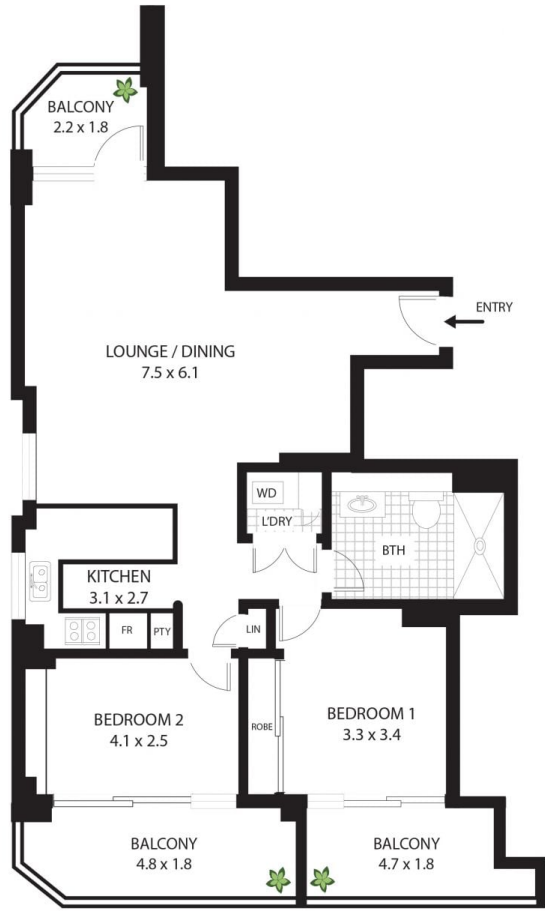 BALCONY
2.2 x 1.8
ENTRY
LOUNGE / DINING
7.5 x 6.1
WD
L'DRY
BTH
KITCHEN
3.1 x 2.7
FR
PTY
LIN
BEDROOM 2
4.1 x 2.5
ROBE
BEDROOM 1
3.3 x 3.4
BALCONY
4.8 x 1.8
BALCONY
4.7 x 1.8